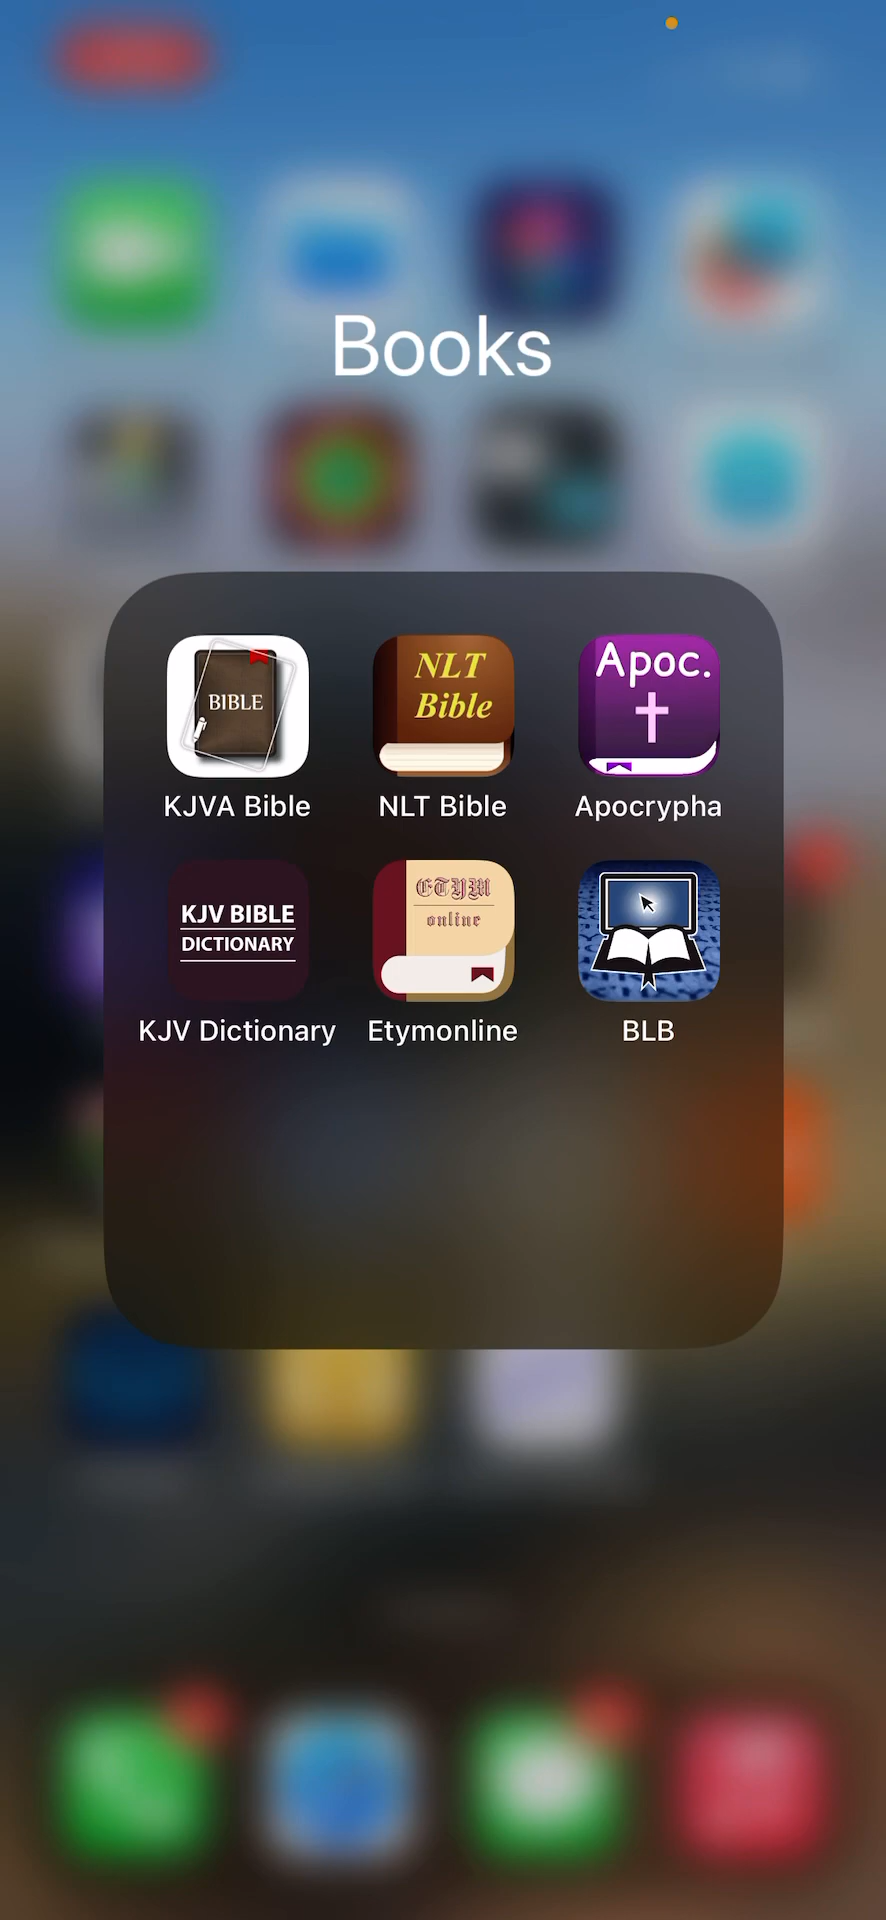 Books
BIBLE
NLT
Bible
Apoc.
KJVA Bible
NLT Bible
Apocrypha
KJV BIBLE
DICTIONARY
ETYM
online
KJV Dictionary
Etymonline
BLB